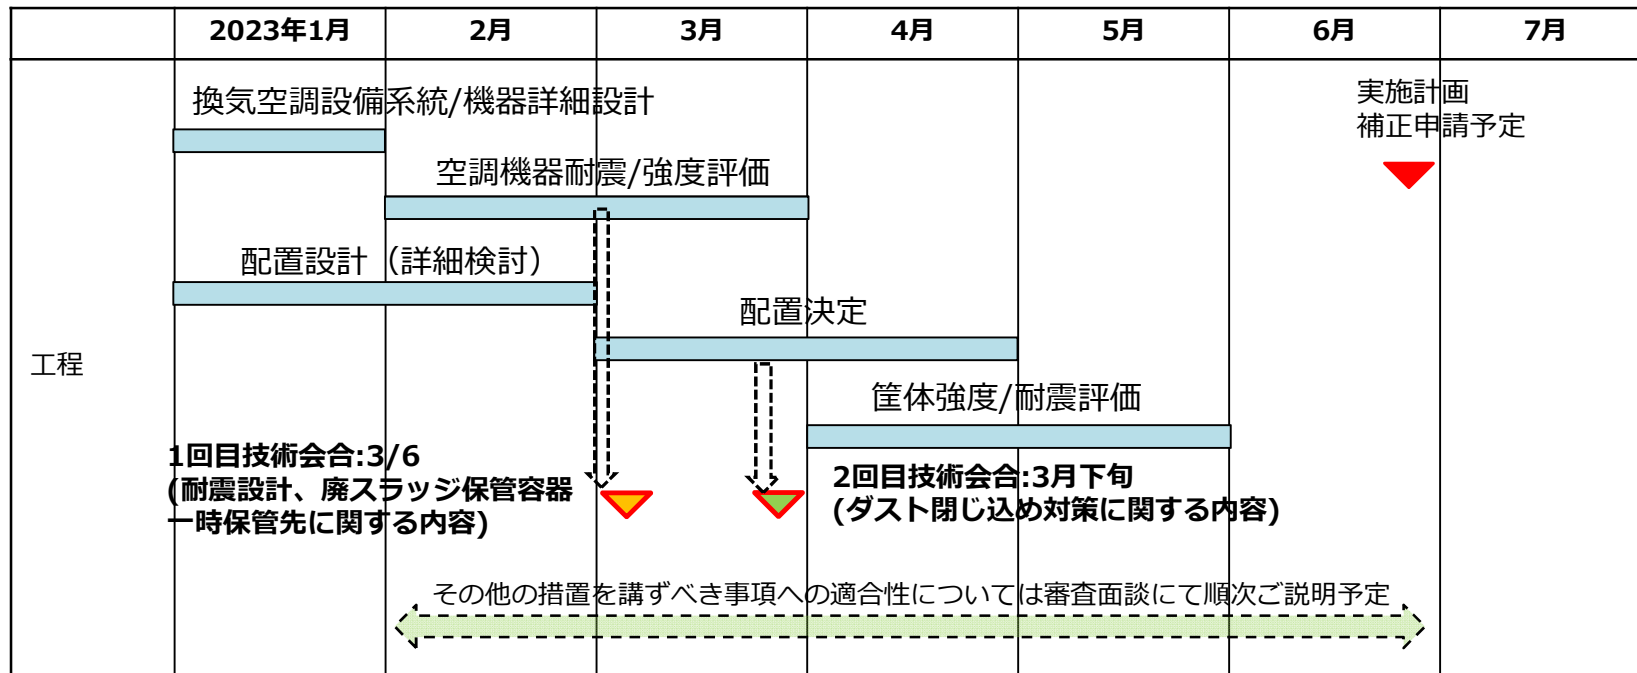 2023年1月
2月
3月
4月
5月
6月
7月
工程
換気空調設備系統/機器詳細設計
実施計画
補正申請予定
空調機器耐震/強度評価
配置設計（詳細検討）
配置決定
筐体強度/耐震評価
1回目技術会合:3/6
(耐震設計、廃スラッジ保管容器
一時保管先に関する内容)
2回目技術会合:3月下旬
(ダスト閉じ込め対策に関する内容)
その他の措置を講ずべき事項への適合性については審査面談にて順次ご説明予定